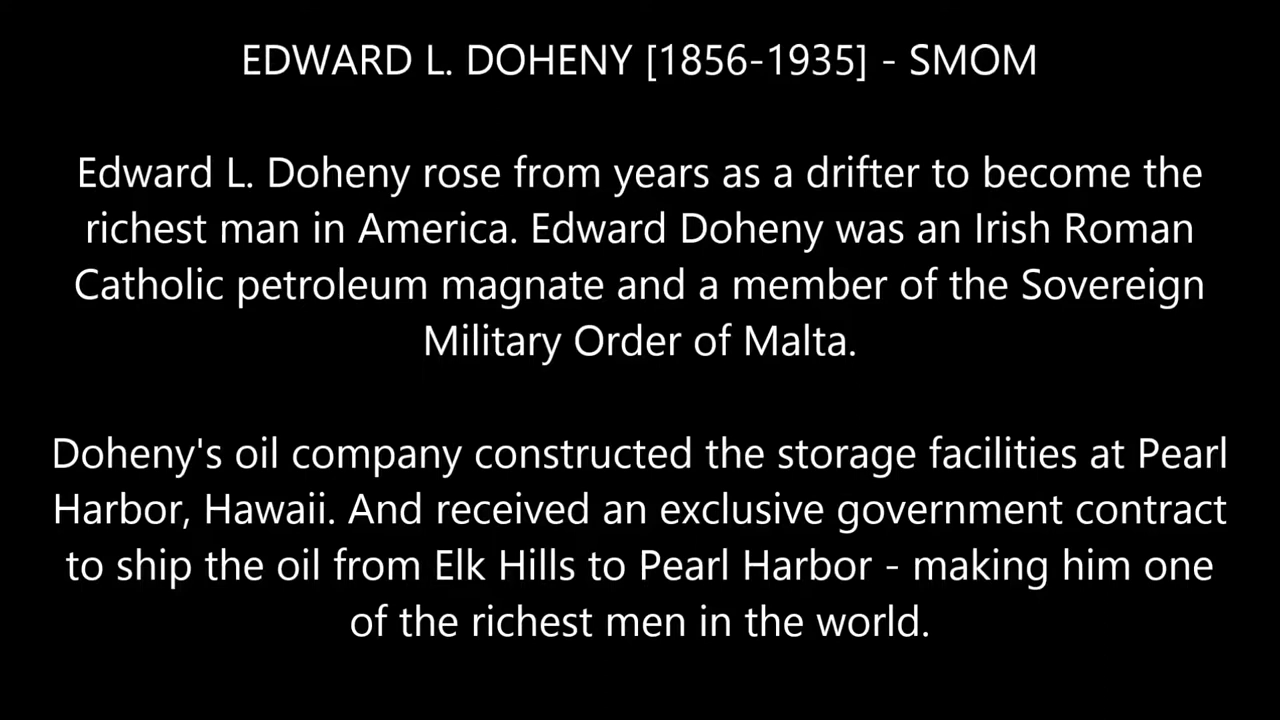 EDWARD L. DOHENY [1856-1935] - SMOM
Edward L. Doheny rose from years as a drifter to become the
richest man in America. Edward Doheny was an Irish Roman
Catholic petroleum magnate and a member of the Sovereign
Military Order of Malta.
Doheny's oil company constructed the storage facilities at Pearl
Harbor, Hawaii. And received an exclusive government contract
to ship the oil from Elk Hills to Pearl Harbor - making him one
of the richest men in the world.